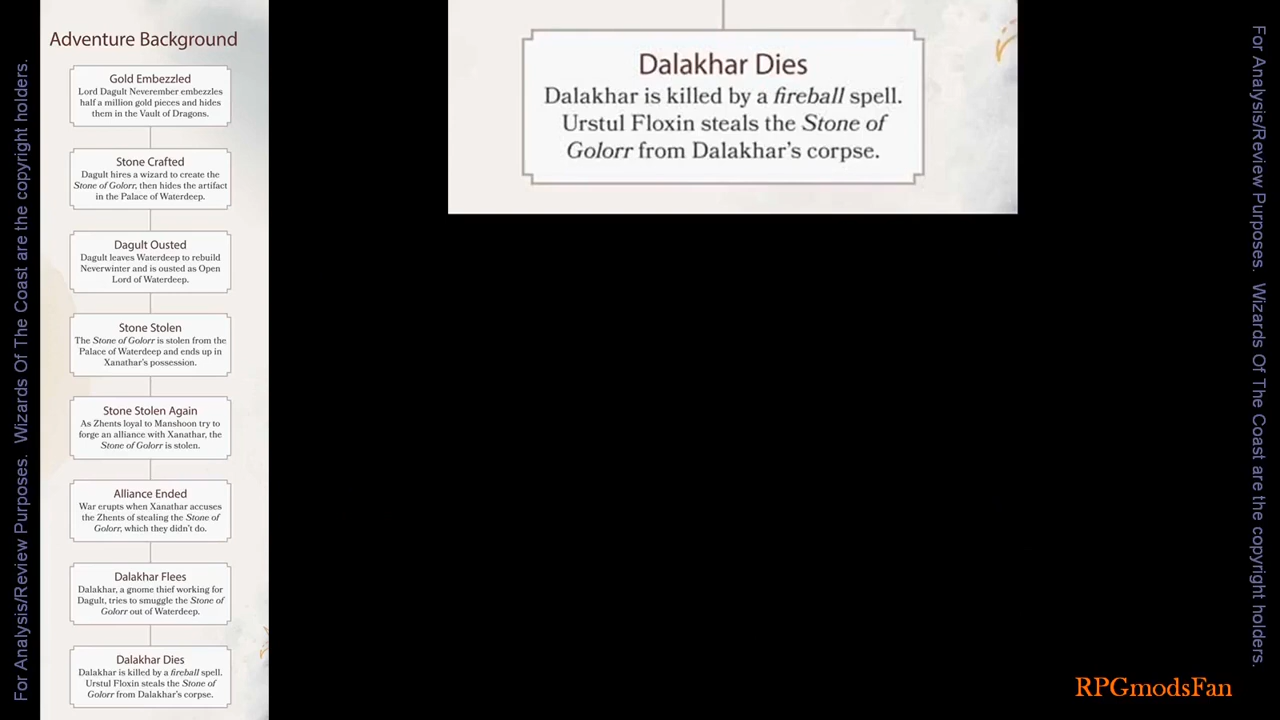 For Analysis/Review Purposes.  Wizards Of The Coast are the copyright holders.
Adventure Background
Gold Embezzled
Lord Dagult Neverember embezzles
half a million gold pieces and hides
them in the Vault of Dragons.
Stone Crafted
Dagult hires a wizard to create the
Stone of Golorr, then hides the artifact
in the Palace of Waterdeep.
Dagult Ousted
Dagult leaves Waterdeep to rebuild
Neverwinter and is ousted as Open
Lord of Waterdeep.
Stone Stolen
The Stone of Golorr is stolen from the
Palace of Waterdeep and ends up in
Xanathar's possession.
Stone Stolen Again
As Zhents loyal to Manshoon try to
forge an alliance with Xanathar, the
Stone of Golorr is stolen.
Alliance Ended
War erupts when Xanathar accuses
the Zhents of stealing the Stone of
Golorr, which they didn't do.
Dalakhar Flees
Dalakhar, a gnome thief working for
Dagult, tries to smuggle the Stone of
Golorr out of Waterdeep.
Dalakhar Dies
Dalakhar is killed by a fireball spell.
Urstul Floxin steals the Stone of
Golorr from Dalakhar's corpse.
Dalakhar Dies
Dalakhar is killed by a fireball spell.
Urstul Floxin steals the Stone of
Golorr from Dalakhar's corpse.
For Analysis/Review Purposes.  Wizards Of The Coast are the copyright holders.
RPGmodsFan